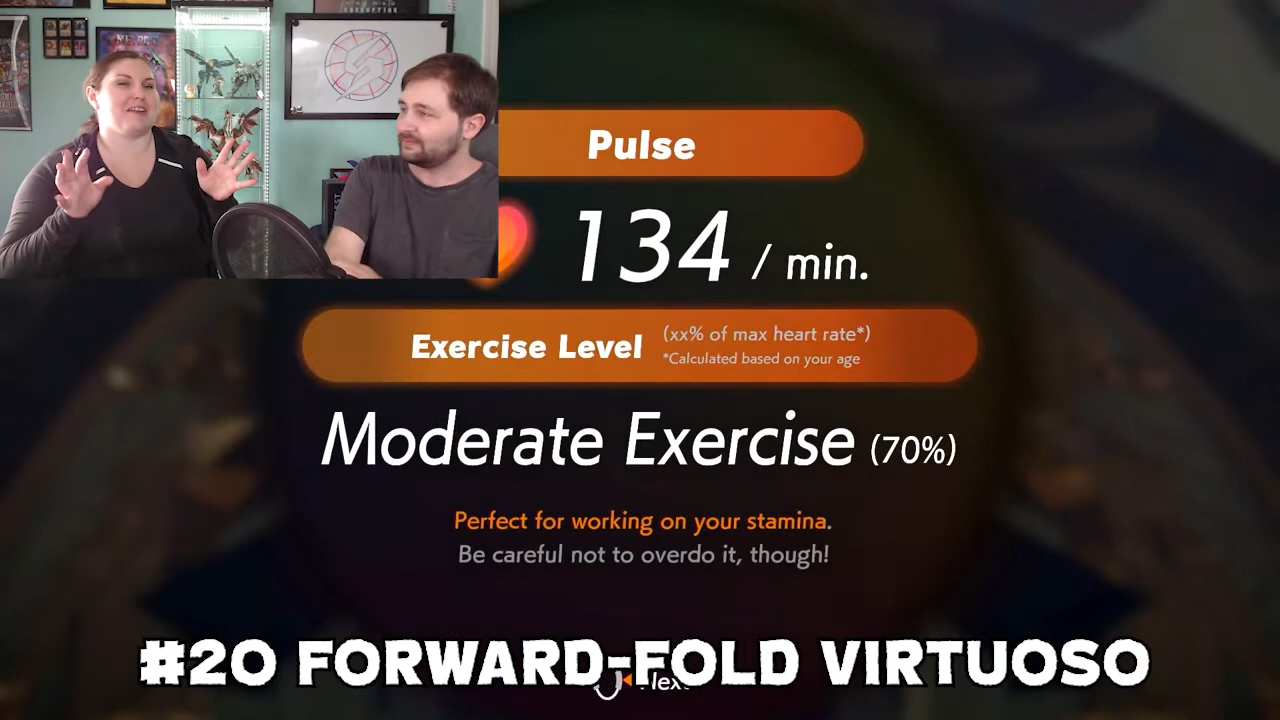 Pulse
134 / min.
Exercise Level
(xx% of max heart rate*)
*Calculated based on your age
Moderate Exercise (70%)
Perfect for working on your stamina.
Be careful not to overdo it, though!
#20 FORWARD-FOLD VIRTUOSO